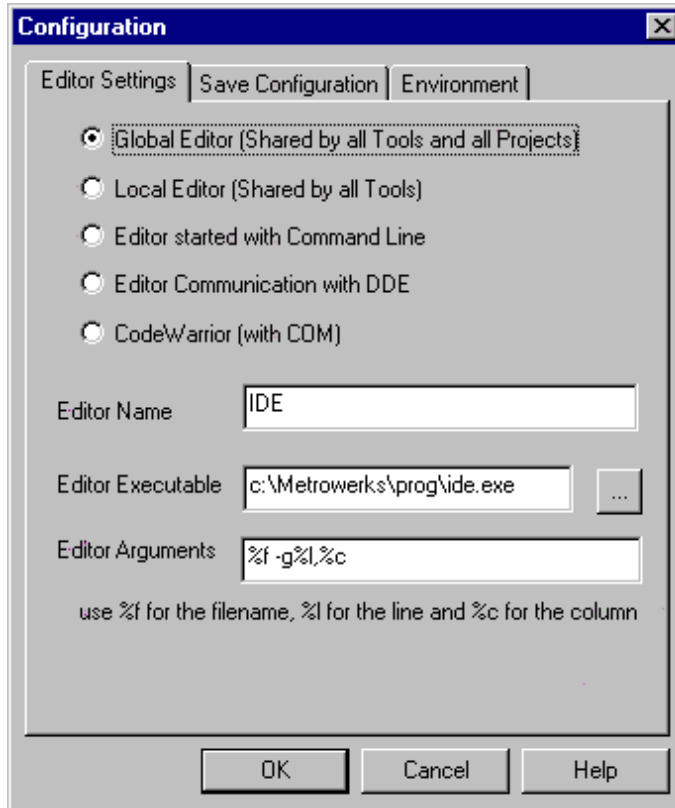 Configuration
Editor Settings Save Configuration Environment
Global Editor (Shared by all Tools and all Projects)
Local Editor (Shared by all Tools)
Editor started with Command Line
Editor Communication with DDE
CodeWarrior (with COM)
Editor Name IDE
Editor Executable c:\Metrowerks\prog\ide.exe ...
Editor Arguments %f -g%l,%c
use %f for the filename, %l for the line and %c for the column
OK Cancel Help